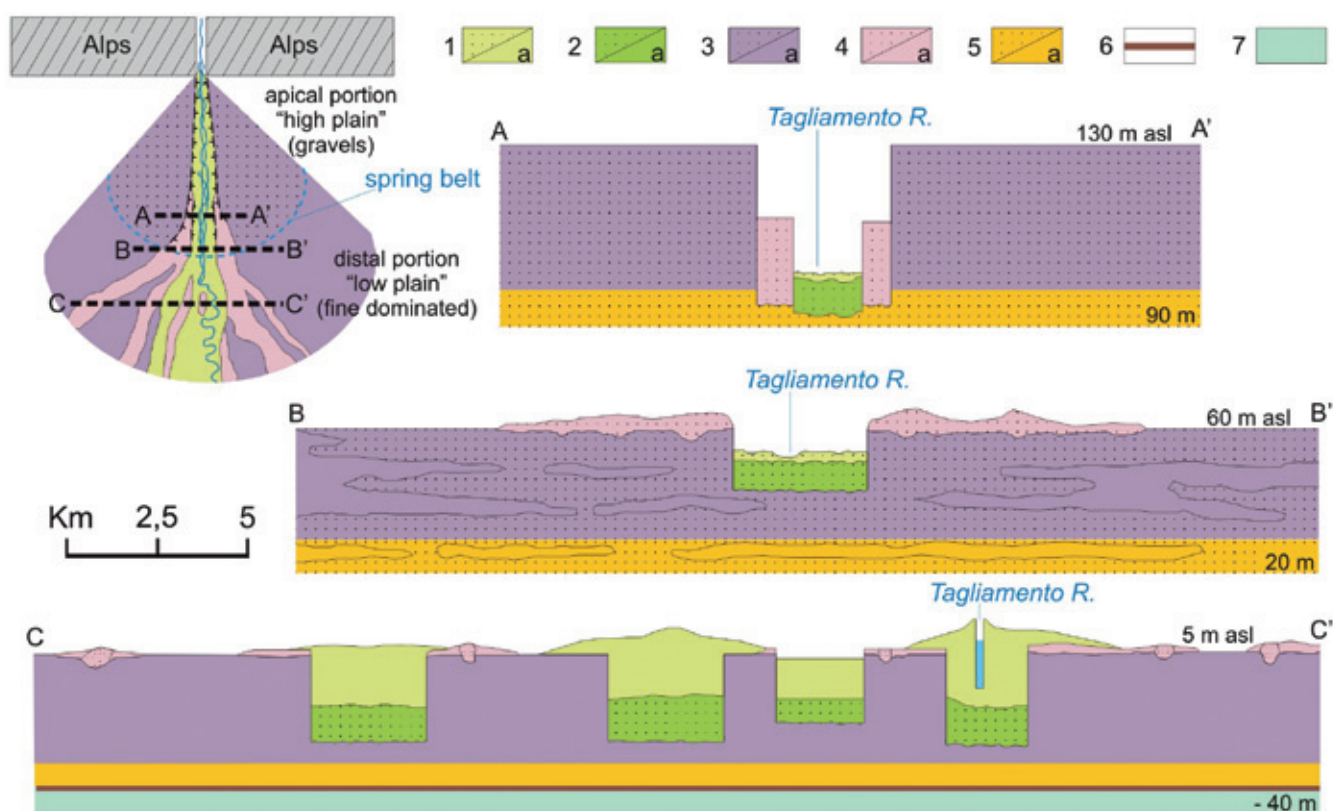 Alps
Alps
1 a 2 a 3 a 4 a 5 a 6 7
apical portion
"high plain"
(gravels)
spring belt
A A'
B B'
distal portion
"low plain"
(fine dominated)
C C'
A
Tagliamento R.
130 m asl
A'
90 m
B
Tagliamento R.
60 m asl
B'
20 m
Km 2,5 5
C
Tagliamento R.
5 m asl
C'
- 40 m